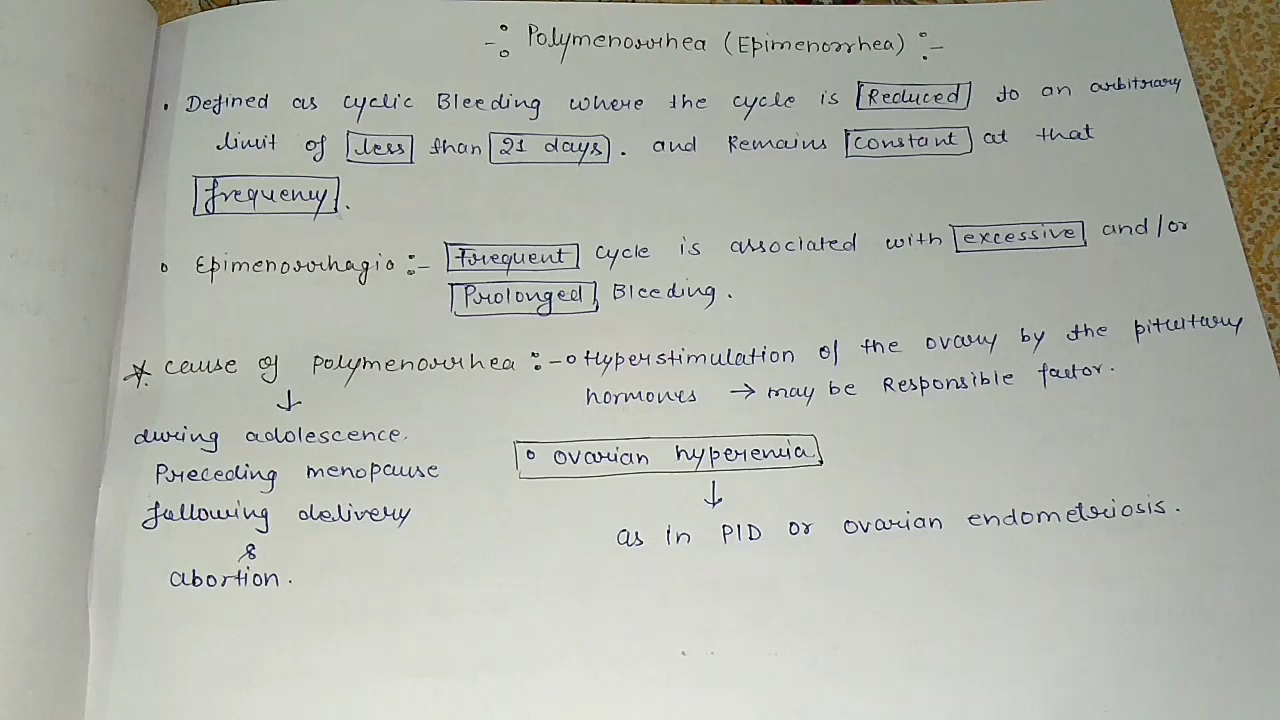 -: Polymenorrhea (Epimenorrhea) :-
• Defined as cyclic Bleeding where the cycle is Reduced to an arbitrary
limit of less than 21 days. and Remains constant at that
frequency.
• Epimenorrhagia :- Frequent cycle is associated with excessive and/or
Prolonged Bleeding.
* cause of polymenorrhea :-
↓
during adolescence.
Preceding menopause
following delivery
&
abortion.
• Hyperstimulation of the ovary by the pituitary
hormones → may be Responsible factor.
• ovarian hyperemia
↓
as in PID or ovarian endometriosis.